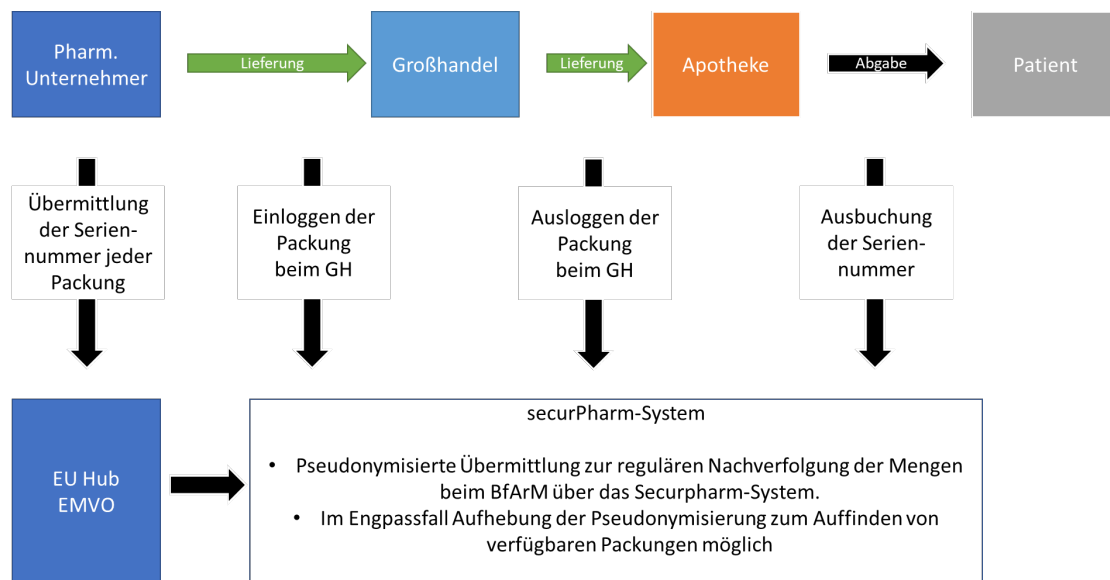 Pharm.
Unternehmer
Lieferung
Großhandel
Lieferung
Apotheke
Abgabe
Patient
Übermittlung
der Serien-
nummer jeder
Packung
Einloggen der
Packung
beim GH
Ausloggen der
Packung
beim GH
Ausbuchung
der Serien-
nummer
EU Hub
EMVO
securPharm-System
• Pseudonymisierte Übermittlung zur regulären Nachverfolgung der Mengen
beim BfArM über das Securpharm-System.
• Im Engpassfall Aufhebung der Pseudonymisierung zum Auffinden von
verfügbaren Packungen möglich